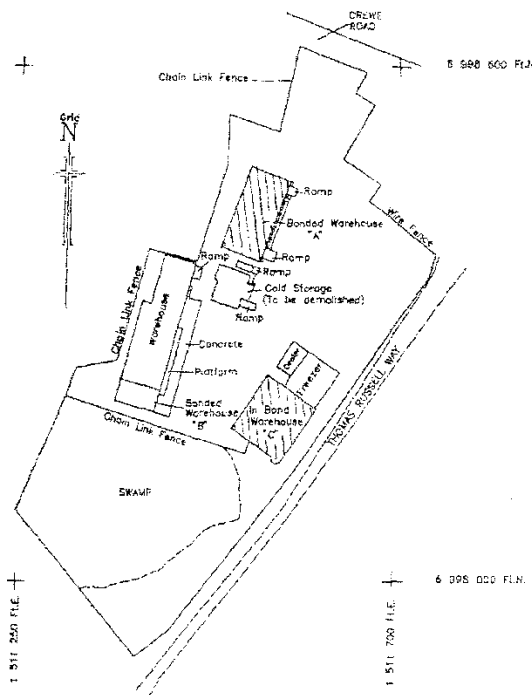 CREWE
ROAD
Chain Link Fence
6 998 600 Ft.N.
Grid
N
Ramp
Bonded Warehouse
"A"
Wire Fence
Ramp
Ramp
Ramp
Cold Storage
(To be demolished)
Ramp
Chain Link Fence
Warehouse
Concrete
Platform
Bonded
Warehouse
"B"
Chain Link Fence
Dealer
Freezer
In Bond
Warehouse
"C"
THOMAS RUSSELL WAY
SWAMP
6 998 000 Ft.N.
1 511 250 Ft.E.
1 511 700 Ft.E.